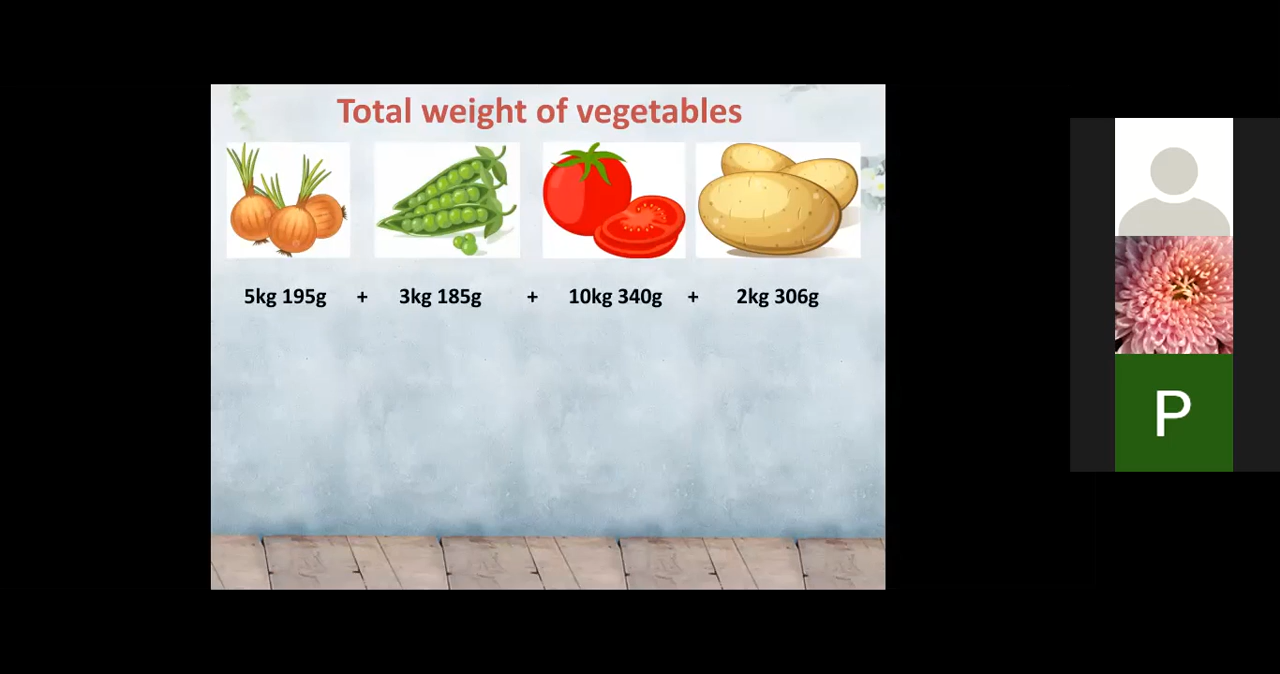 Total weight of vegetables
5kg 195g + 3kg 185g + 10kg 340g + 2kg 306g
P